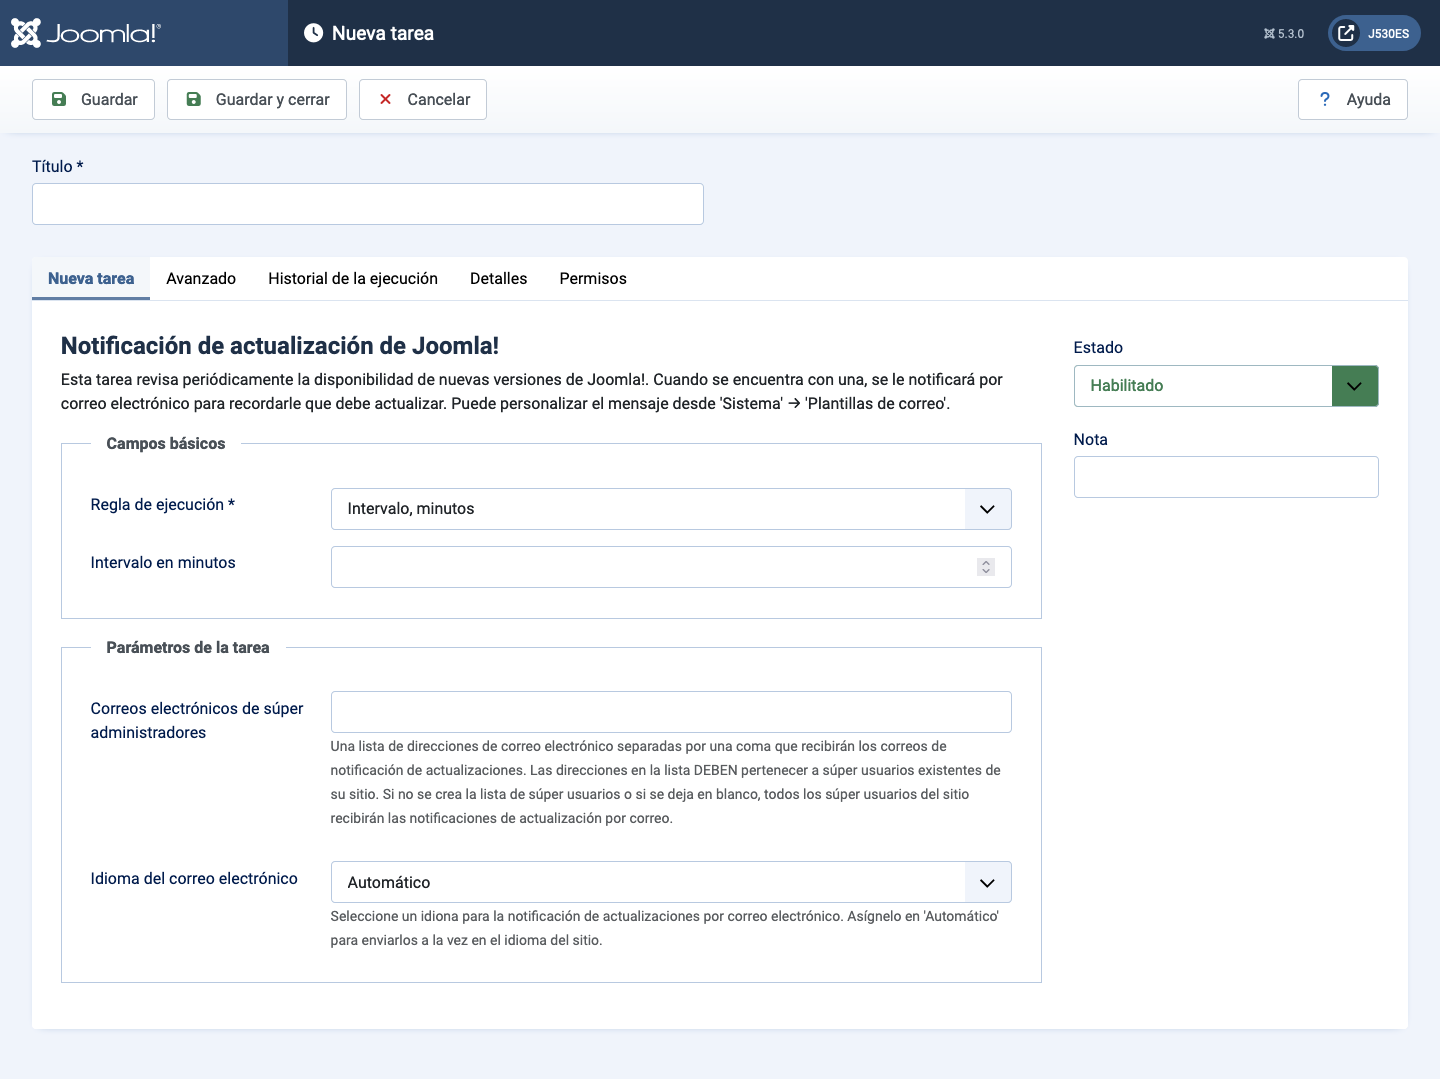 Joomla!®
Nueva tarea
5.3.0
J530ES
Guardar
Guardar y cerrar
Cancelar
? Ayuda
Título *
Nueva tarea
Avanzado
Historial de la ejecución
Detalles
Permisos
Notificación de actualización de Joomla!
Esta tarea revisa periódicamente la disponibilidad de nuevas versiones de Joomla!. Cuando se encuentra con una, se le notificará por
correo electrónico para recordarle que debe actualizar. Puede personalizar el mensaje desde 'Sistema' → 'Plantillas de correo'.
Campos básicos
Regla de ejecución *
Intervalo, minutos
Intervalo en minutos
Parámetros de la tarea
Correos electrónicos de súper
administradores
Una lista de direcciones de correo electrónico separadas por una coma que recibirán los correos de
notificación de actualizaciones. Las direcciones en la lista DEBEN pertenecer a súper usuarios existentes de
su sitio. Si no se crea la lista de súper usuarios o si se deja en blanco, todos los súper usuarios del sitio
recibirán las notificaciones de actualización por correo.
Idioma del correo electrónico
Automático
Seleccione un idiona para la notificación de actualizaciones por correo electrónico. Asígnelo en 'Automático'
para enviarlos a la vez en el idioma del sitio.
Estado
Habilitado
Nota